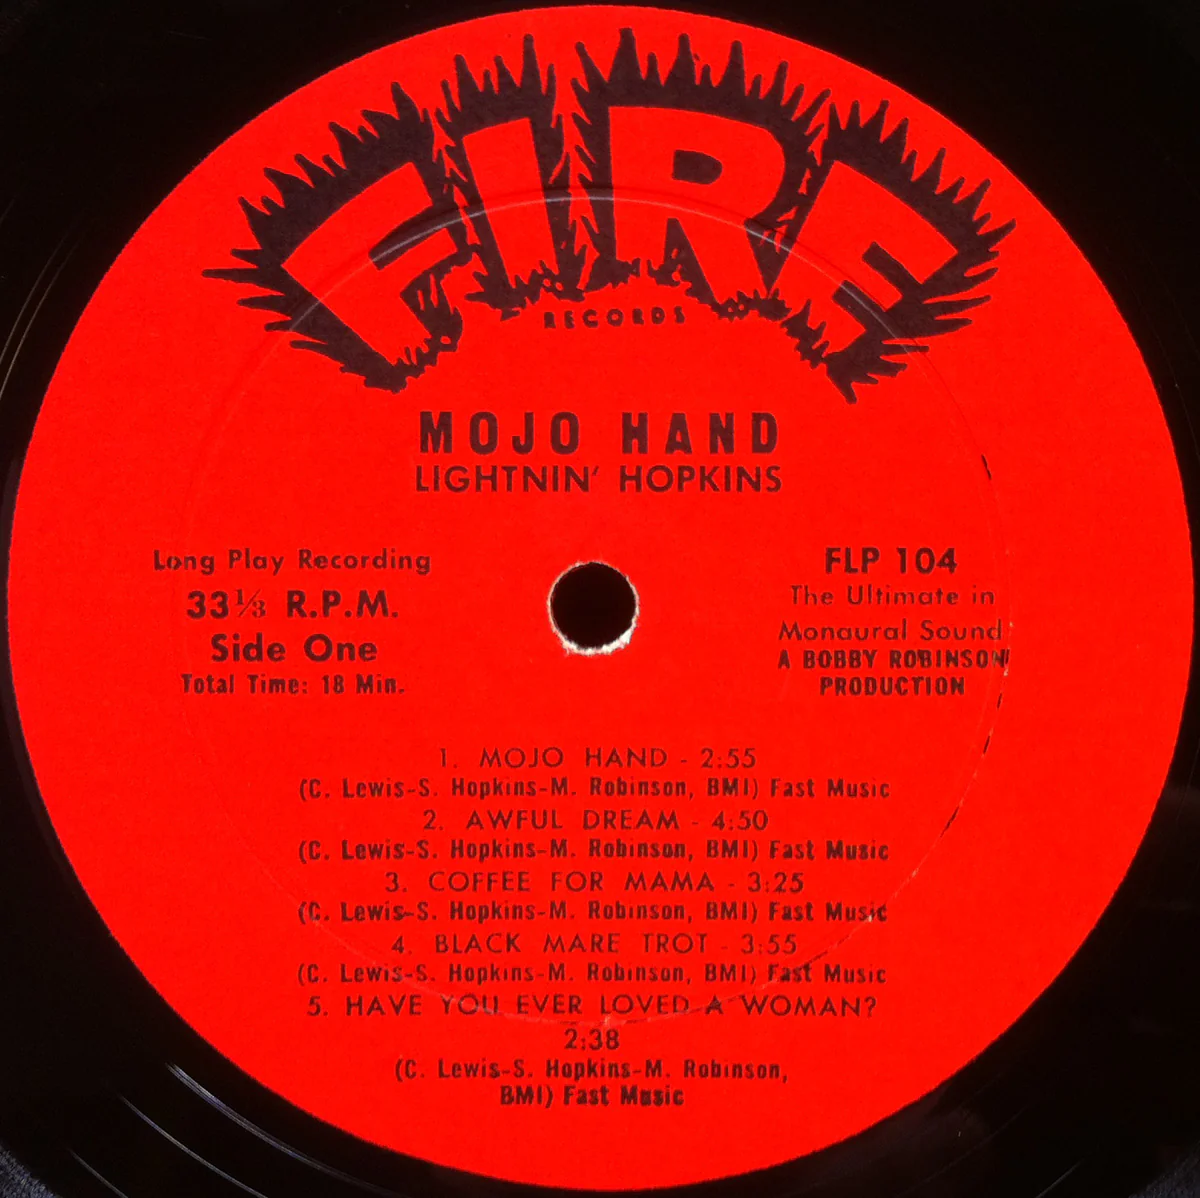 FIRE
RECORDS
MOJO HAND
LIGHTNIN' HOPKINS
Long Play Recording
33⅓ R.P.M.
Side One
Total Time: 18 Min.
FLP 104
The Ultimate in
Monaural Sound
A BOBBY ROBINSON
PRODUCTION
1. MOJO HAND - 2:55
(C. Lewis-S. Hopkins-M. Robinson, BMI) Fast Music
2. AWFUL DREAM - 4:50
(C. Lewis-S. Hopkins-M. Robinson, BMI) Fast Music
3. COFFEE FOR MAMA - 3:25
(C. Lewis-S. Hopkins-M. Robinson, BMI) Fast Music
4. BLACK MARE TROT - 3:55
(C. Lewis-S. Hopkins-M. Robinson, BMI) Fast Music
5. HAVE YOU EVER LOVED A WOMAN?
2:38
(C. Lewis-S. Hopkins-M. Robinson,
BMI) Fast Music